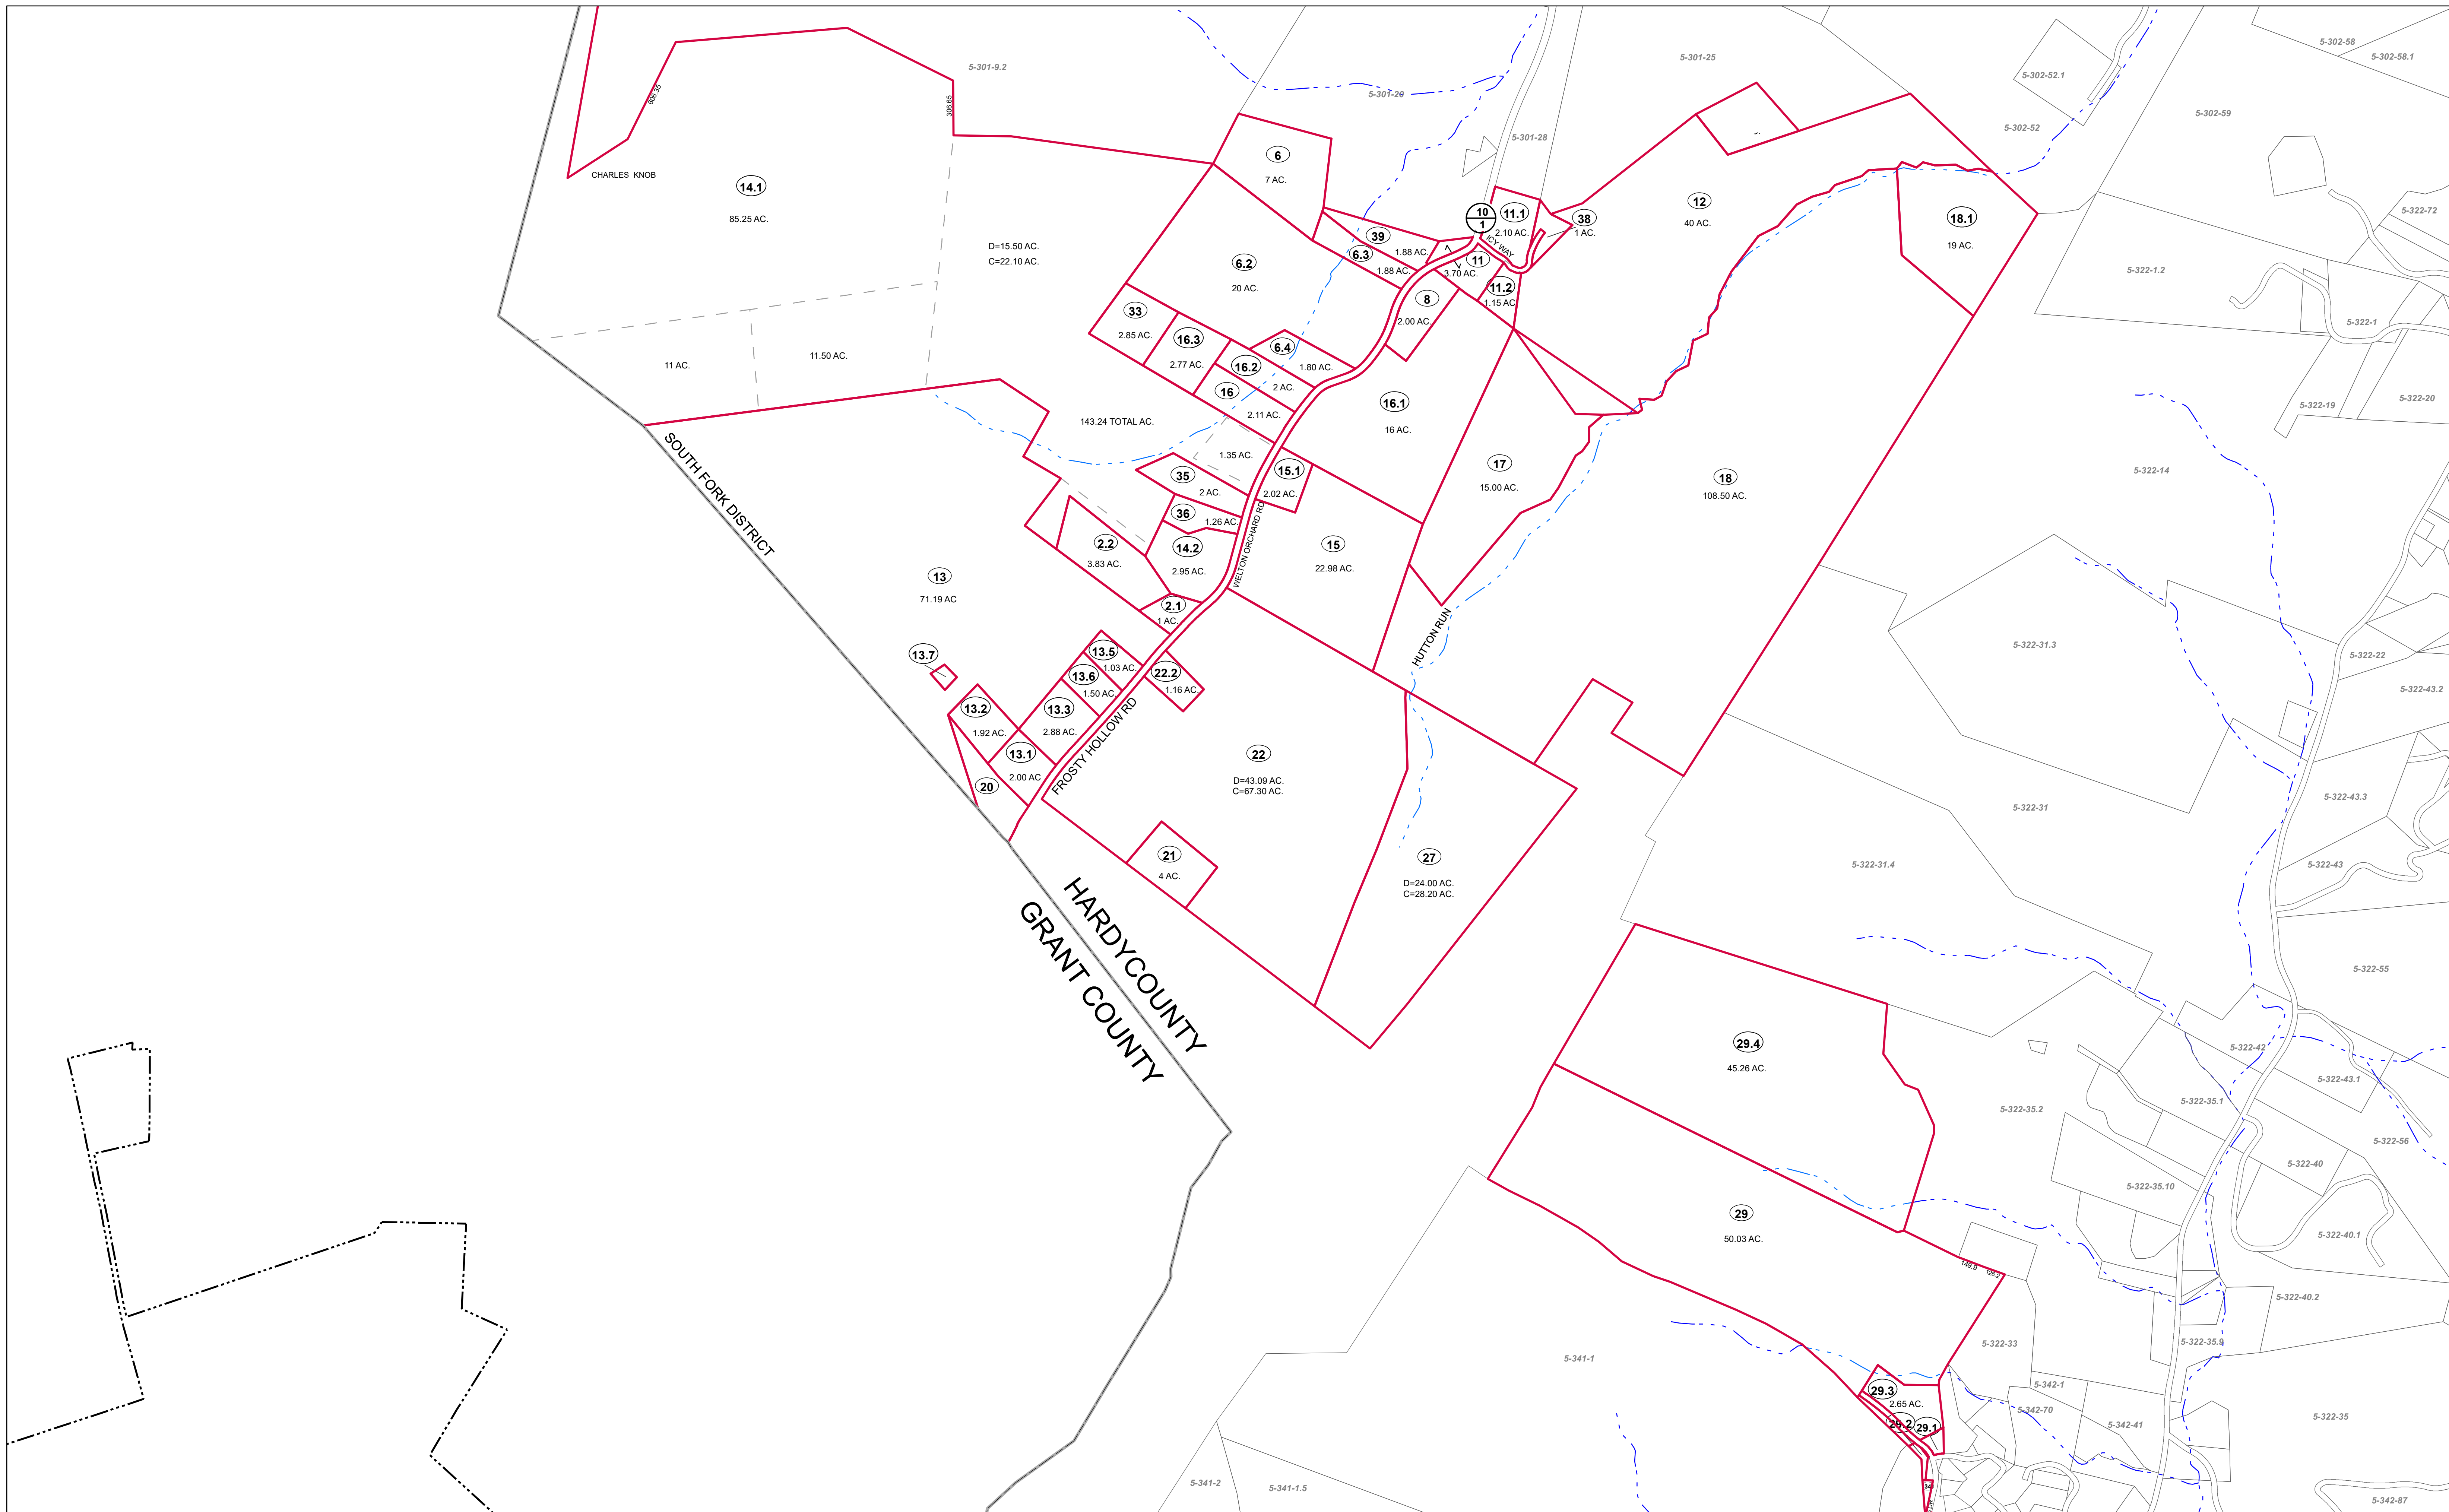 5-301-9.2
5-301-20
5-301-25
5-301-28
5-302-52.1
5-302-52
5-302-58
5-302-58.1
5-302-59
606.35
306.65
CHARLES KNOB
14.1
85.25 AC.
D=15.50 AC.
C=22.10 AC.
11 AC.
11.50 AC.
143.24 TOTAL AC.
6
7 AC.
6.2
20 AC.
39
1.88 AC.
6.3
1.88 AC.
10
1
11.1
2.10 AC.
38
1 AC.
ICY WAY
11
3.70 AC.
11.2
1.15 AC
8
2.00 AC.
12
40 AC.
18.1
19 AC.
5-322-72
5-322-1.2
5-322-1
5-322-19
5-322-20
5-322-14
33
2.85 AC.
16.3
2.77 AC.
16.2
2 AC.
6.4
1.80 AC.
16
2.11 AC.
16.1
16 AC.
1.35 AC.
15.1
2.02 AC.
35
2 AC.
36
1.26 AC.
14.2
2.95 AC.
2.2
3.83 AC.
2.1
1 AC.
WELTON ORCHARD RD
15
22.98 AC.
17
15.00 AC.
18
108.50 AC.
HUTTON RUN
SOUTH FORK DISTRICT
13
71.19 AC
13.7
13.5
1.03 AC.
13.6
1.50 AC.
13.3
2.88 AC.
13.2
1.92 AC.
13.1
2.00 AC
20
FROSTY HOLLOW RD
22.2
1.16 AC.
22
D=43.09 AC.
C=67.30 AC.
21
4 AC.
27
D=24.00 AC.
C=28.20 AC.
HARDYCOUNTY
GRANT COUNTY
5-322-31.3
5-322-22
5-322-43.2
5-322-43.3
5-322-31
5-322-31.4
5-322-43
5-322-55
29.4
45.26 AC.
5-322-42
5-322-43.1
5-322-35.1
5-322-35.2
5-322-56
5-322-40
5-322-35.10
5-322-40.1
29
50.03 AC.
149.9
126.2
5-322-40.2
5-322-33
5-322-35.9
5-341-1
5-342-1
5-342-70
5-342-41
5-322-35
29.3
2.65 AC.
29.2
29.1
34
5-341-2
5-341-1.5
5-342-87